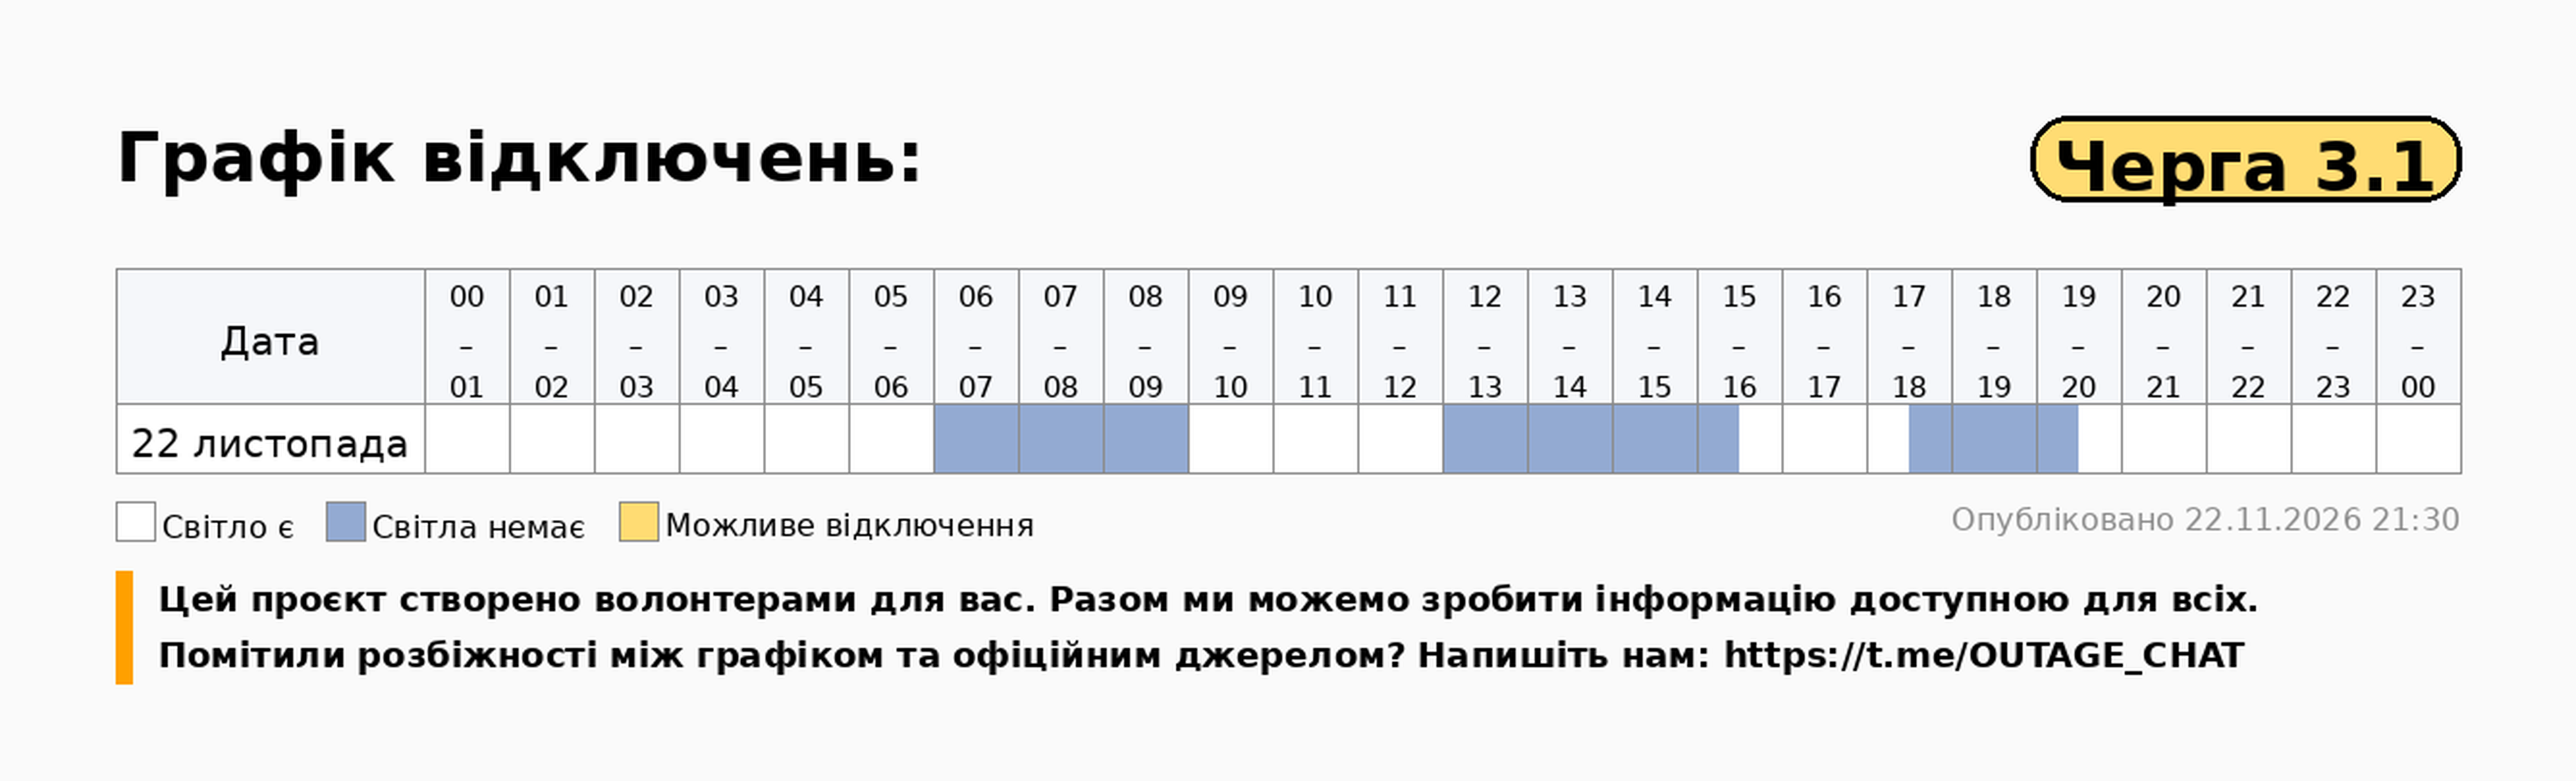 Графік відключень:
Черга 3.1
Дата
00 – 01
01 – 02
02 – 03
03 – 04
04 – 05
05 – 06
06 – 07
07 – 08
08 – 09
09 – 10
10 – 11
11 – 12
12 – 13
13 – 14
14 – 15
15 – 16
16 – 17
17 – 18
18 – 19
19 – 20
20 – 21
21 – 22
22 – 23
23 – 00
22 листопада
Світло є
Світла немає
Можливе відключення
Опубліковано 22.11.2026 21:30
Цей проєкт створено волонтерами для вас. Разом ми можемо зробити інформацію доступною для всіх.
Помітили розбіжності між графіком та офіційним джерелом? Напишіть нам: https://t.me/OUTAGE_CHAT